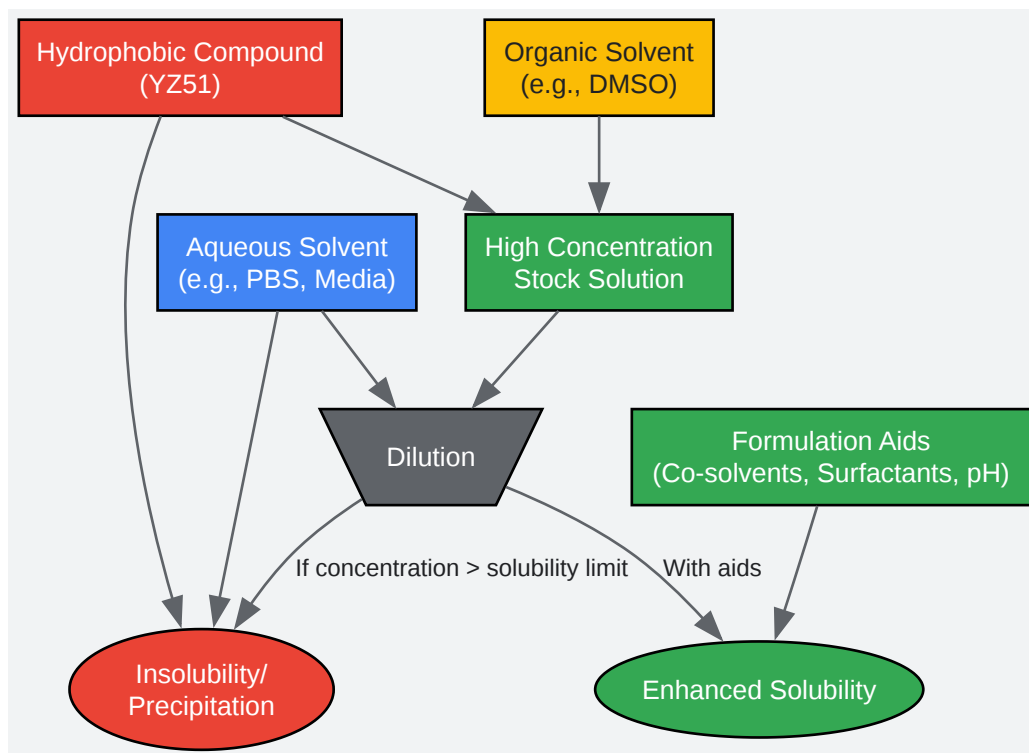 Hydrophobic Compound
(YZ51)
Organic Solvent
(e.g., DMSO)
Aqueous Solvent
(e.g., PBS, Media)
High Concentration
Stock Solution
Dilution
Formulation Aids
(Co-solvents, Surfactants, pH)
If concentration > solubility limit
With aids
Insolubility/
Precipitation
Enhanced Solubility